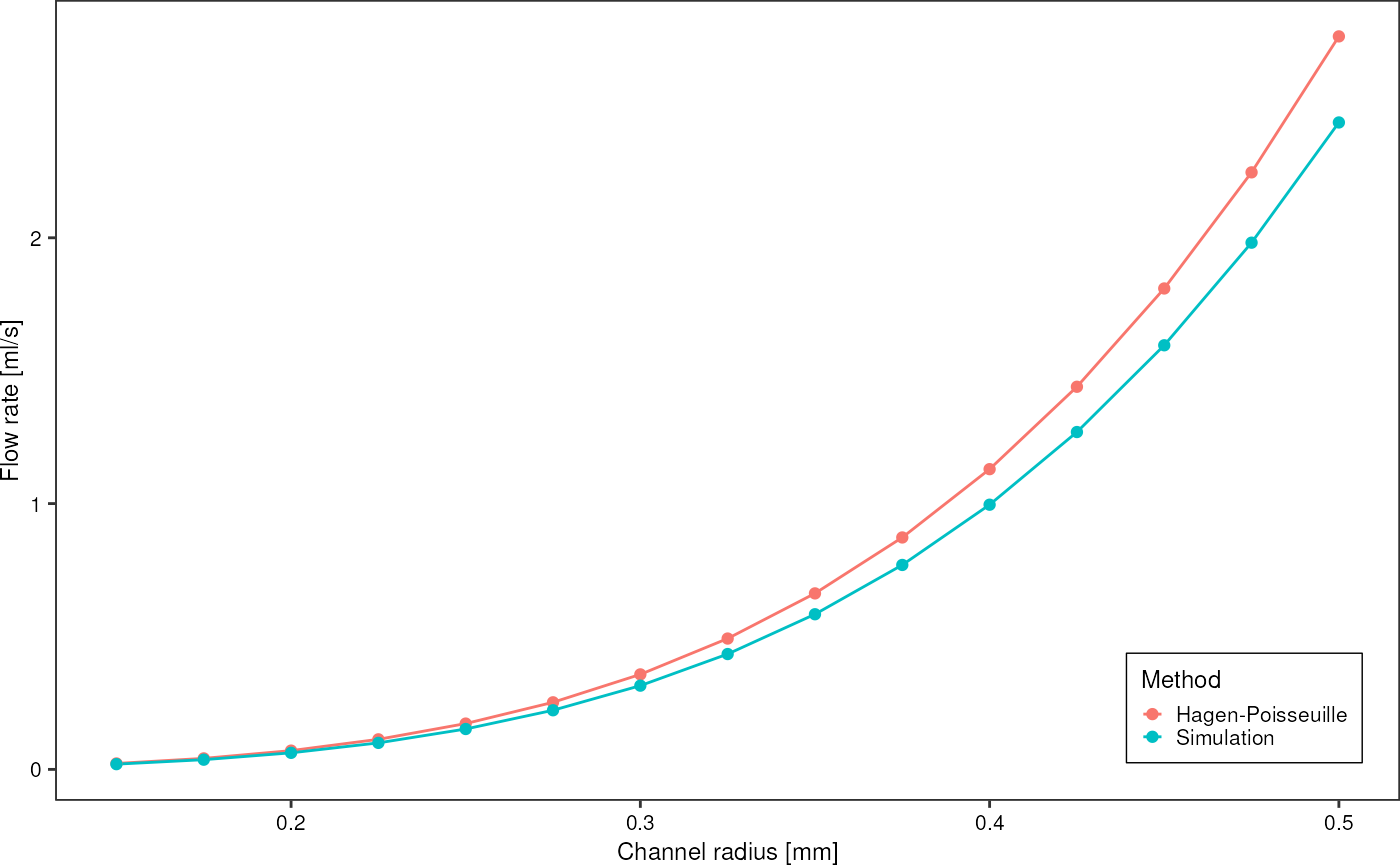 Flow rate [ml/s]
2
1
0
0.2
0.3
0.4
0.5
Channel radius [mm]
Method
Hagen-Poisseuille
Simulation